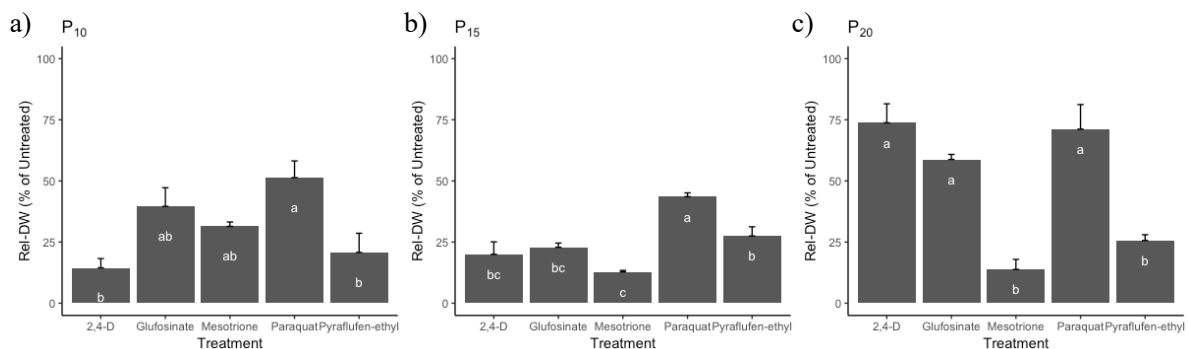 a) P10
100
75
50
25
0
Rel-DW (% of Untreated)
b
ab
ab
a
b
2,4-D Glufosinate Mesotrione Paraquat Pyraflufen-ethyl
Treatment
b) P15
100
75
50
25
0
Rel-DW (% of Untreated)
bc
bc
c
a
b
2,4-D Glufosinate Mesotrione Paraquat Pyraflufen-ethyl
Treatment
c) P20
100
75
50
25
0
Rel-DW (% of Untreated)
a
a
b
a
b
2,4-D Glufosinate Mesotrione Paraquat Pyraflufen-ethyl
Treatment